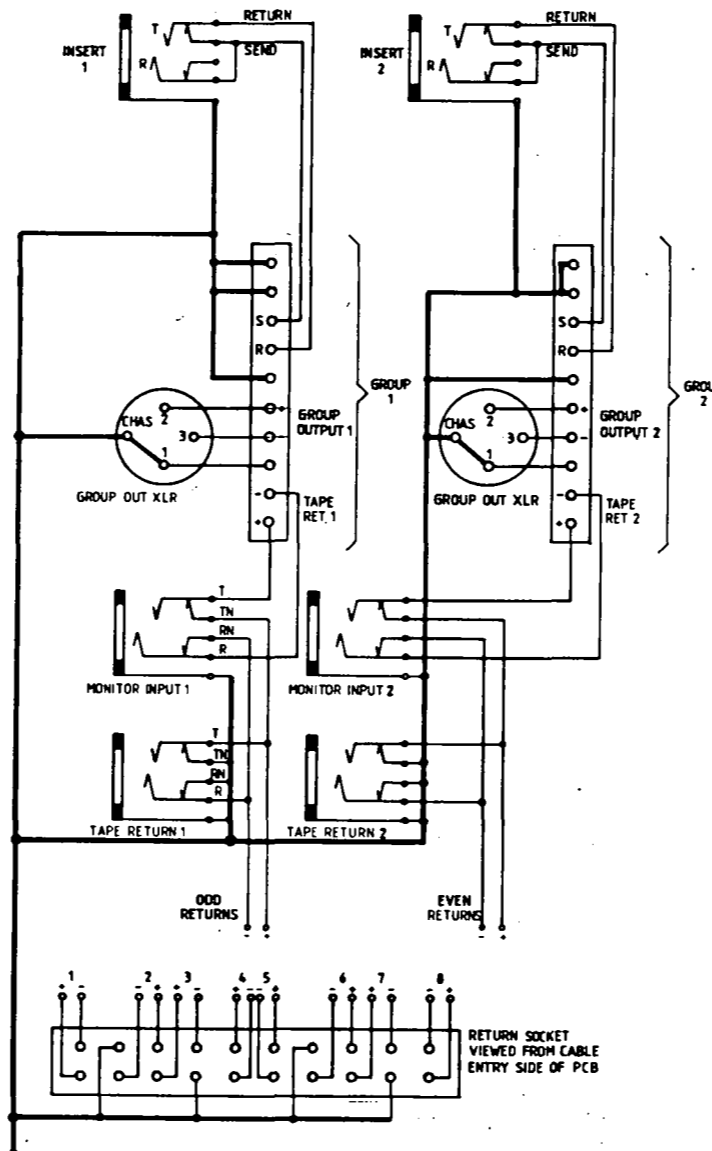 RETURN
T
INSERT
1
SEND
R
RETURN
T
INSERT
2
SEND
R
S
R
GROUP
1
S
R
GROU
2
CHAS
2
3
1
+
-
GROUP
OUTPUT 1
GROUP OUT XLR
-
+
TAPE
RET 1
CHAS
2
3
1
+
-
GROUP
OUTPUT 2
GROUP OUT XLR
-
+
TAPE
RET 2
T
TN
RN
R
MONITOR INPUT 1
MONITOR INPUT 2
T
TN
RN
R
TAPE RETURN 1
TAPE RETURN 2
ODD
RETURNS
- +
EVEN
RETURNS
- +
1 2 3 4 5 6 7 8
+ - - + + - + - - + - + + - - +
RETURN SOCKET
VIEWED FROM CABLE
ENTRY SIDE OF PCB